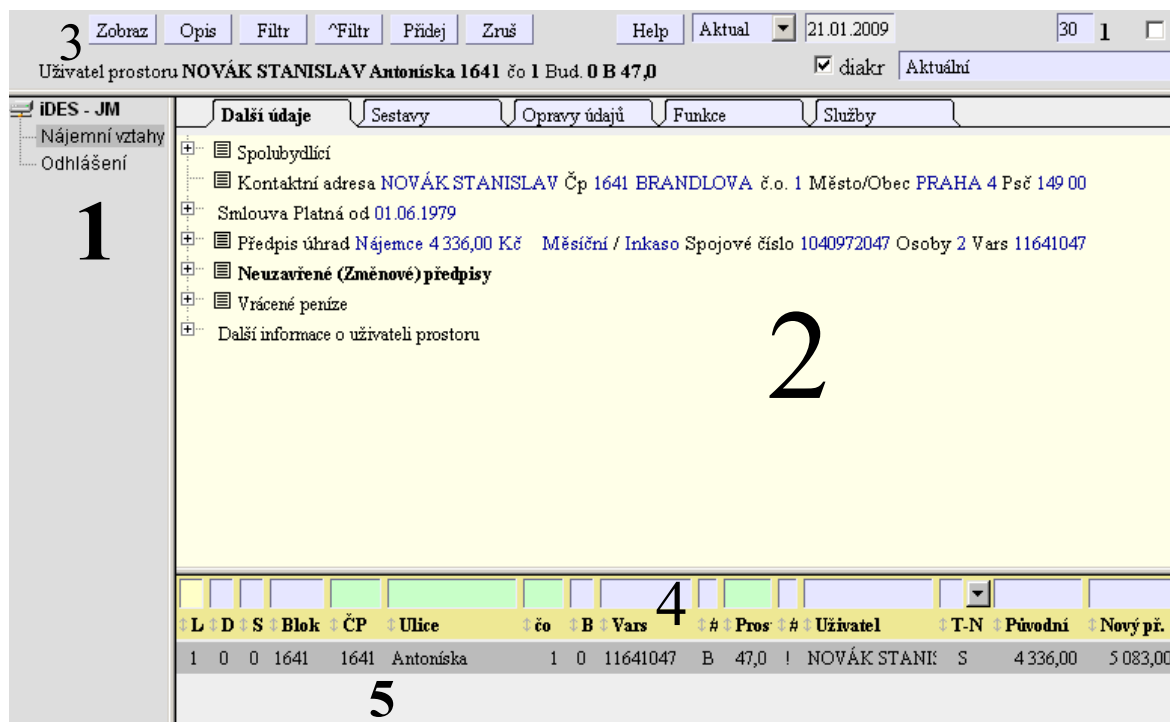 3 Zobraz Opis Filtr ^Filtr Přidej Zruš Help Aktual 21.01.2009 30 1
Uživatel prostoru NOVÁK STANISLAV Antoníska 1641 čo 1 Bud. 0 B 47,0 diakr Aktuální
iDES - JM
Nájemní vztahy
Odhlášení
1
Další údaje Sestavy Opravy údajů Funkce Služby
Spolubydlící
Kontaktní adresa NOVÁK STANISLAV Čp 1641 BRANDLOVA č.o. 1 Město/Obec PRAHA 4 Psč 149 00
Smlouva Platná od 01.06.1979
Předpis úhrad Nájemce 4 336,00 Kč Měsíční / Inkaso Spojové číslo 1040972047 Osoby 2 Vars 11641047
Neuzavřené (Změnové) předpisy
Vrácené peníze
Další informace o uživateli prostoru
2
4
L D S Blok ČP Ulice čo B Vars # Pros # Uživatel T-N Původní Nový př.
1 0 0 1641 1641 Antoníska 1 0 11641047 B 47,0 ! NOVÁK STANIS S 4 336,00 5 083,00
5